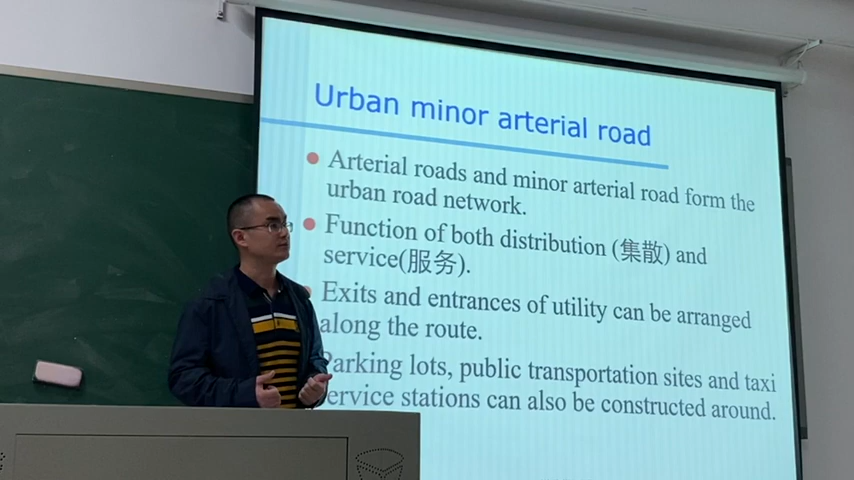 Urban minor arterial road
Arterial roads and minor arterial road form the
urban road network.
Function of both distribution (集散) and
service(服务).
Exits and entrances of utility can be arranged
along the route.
Parking lots, public transportation sites and taxi
service stations can also be constructed around.